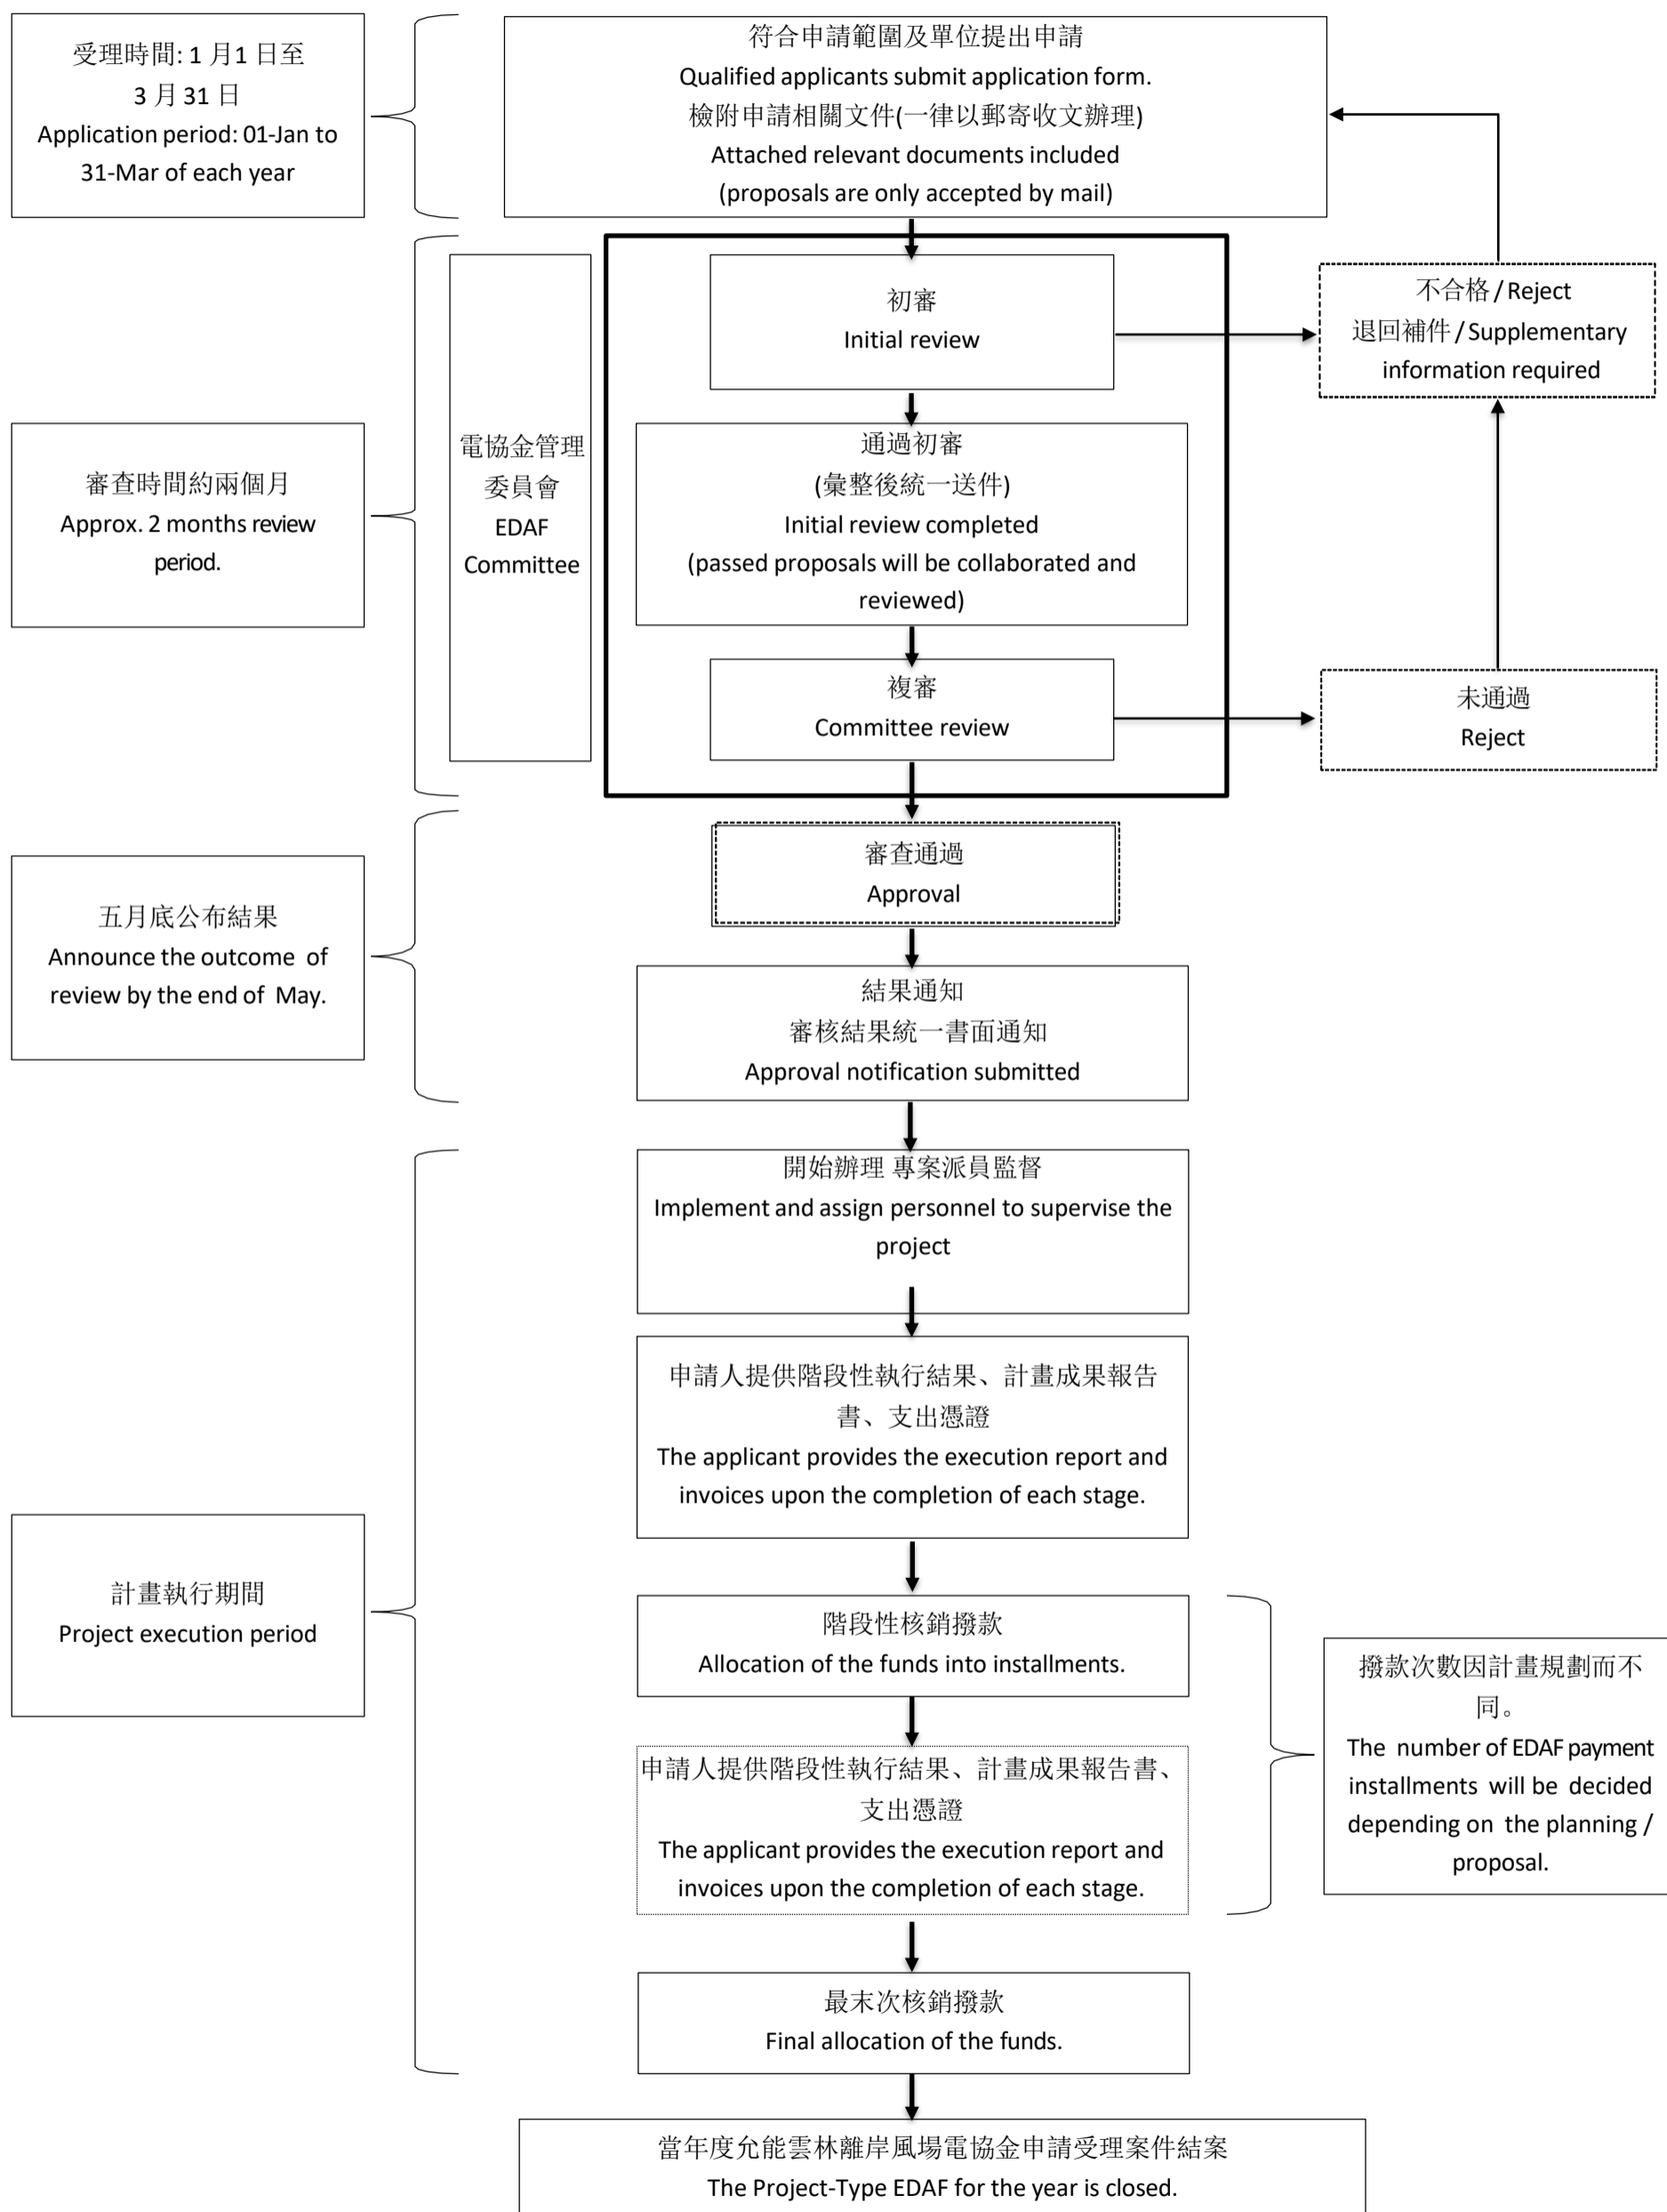 受理時間: 1 月1 日至
3 月 31 日
Application period: 01-Jan to
31-Mar of each year
符合申請範圍及單位提出申請
Qualified applicants submit application form.
檢附申請相關文件(一律以郵寄收文辦理)
Attached relevant documents included
(proposals are only accepted by mail)
審查時間約兩個月
Approx. 2 months review
period.
電協金管理
委員會
EDAF
Committee
初審
Initial review
不合格 / Reject
退回補件 / Supplementary
information required
通過初審
(彙整後統一送件)
Initial review completed
(passed proposals will be collaborated and
reviewed)
複審
Committee review
未通過
Reject
五月底公布結果
Announce the outcome of
review by the end of May.
審查通過
Approval
結果通知
審核結果統一書面通知
Approval notification submitted
計畫執行期間
Project execution period
開始辦理 專案派員監督
Implement and assign personnel to supervise the
project
申請人提供階段性執行結果、計畫成果報告
書、支出憑證
The applicant provides the execution report and
invoices upon the completion of each stage.
階段性核銷撥款
Allocation of the funds into installments.
申請人提供階段性執行結果、計畫成果報告書、
支出憑證
The applicant provides the execution report and
invoices upon the completion of each stage.
撥款次數因計畫規劃而不
同。
The number of EDAF payment
installments will be decided
depending on the planning /
proposal.
最末次核銷撥款
Final allocation of the funds.
當年度允能雲林離岸風場電協金申請受理案件結案
The Project-Type EDAF for the year is closed.